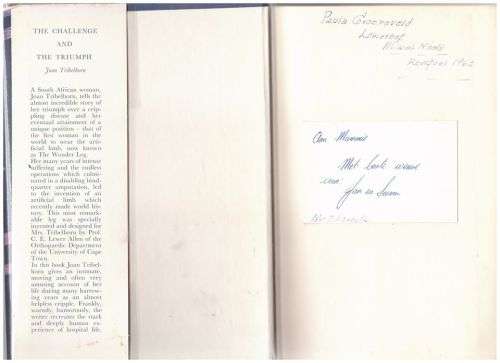 THE CHALLENGE
AND
THE TRIUMPH
Joan Tribelhorn
A South African woman,
Joan Tribelhorn, tells the
almost incredible story of
her triumph over a crip-
pling disease and her
eventual attainment of a
unique position – that of
the first woman in the
world to wear the arti-
ficial limb, now known
as The Wonder Leg.
Her many years of intense
suffering and the endless
operations which culmi-
nated in a disabling hind-
quarter amputation, led
to the invention of an
artificial limb which
recently made world his-
tory. This most remark-
able leg was specially
invented and designed for
Mrs. Tribelhorn by Prof.
C. E. Lewer Allen of the
Orthopaedic Department
of the University of Cape
Town.
In this book Joan Tribel-
horn gives an intimate,
moving and often very
amusing account of her
life during many harrow-
ing years as an almost
helpless cripple. Frankly,
warmly, humorously, the
writer recreates the stark
and deeply human ex-
perience of hospital life.
Paula
1962
Aan Mammie
Met beste wense
van Jan en